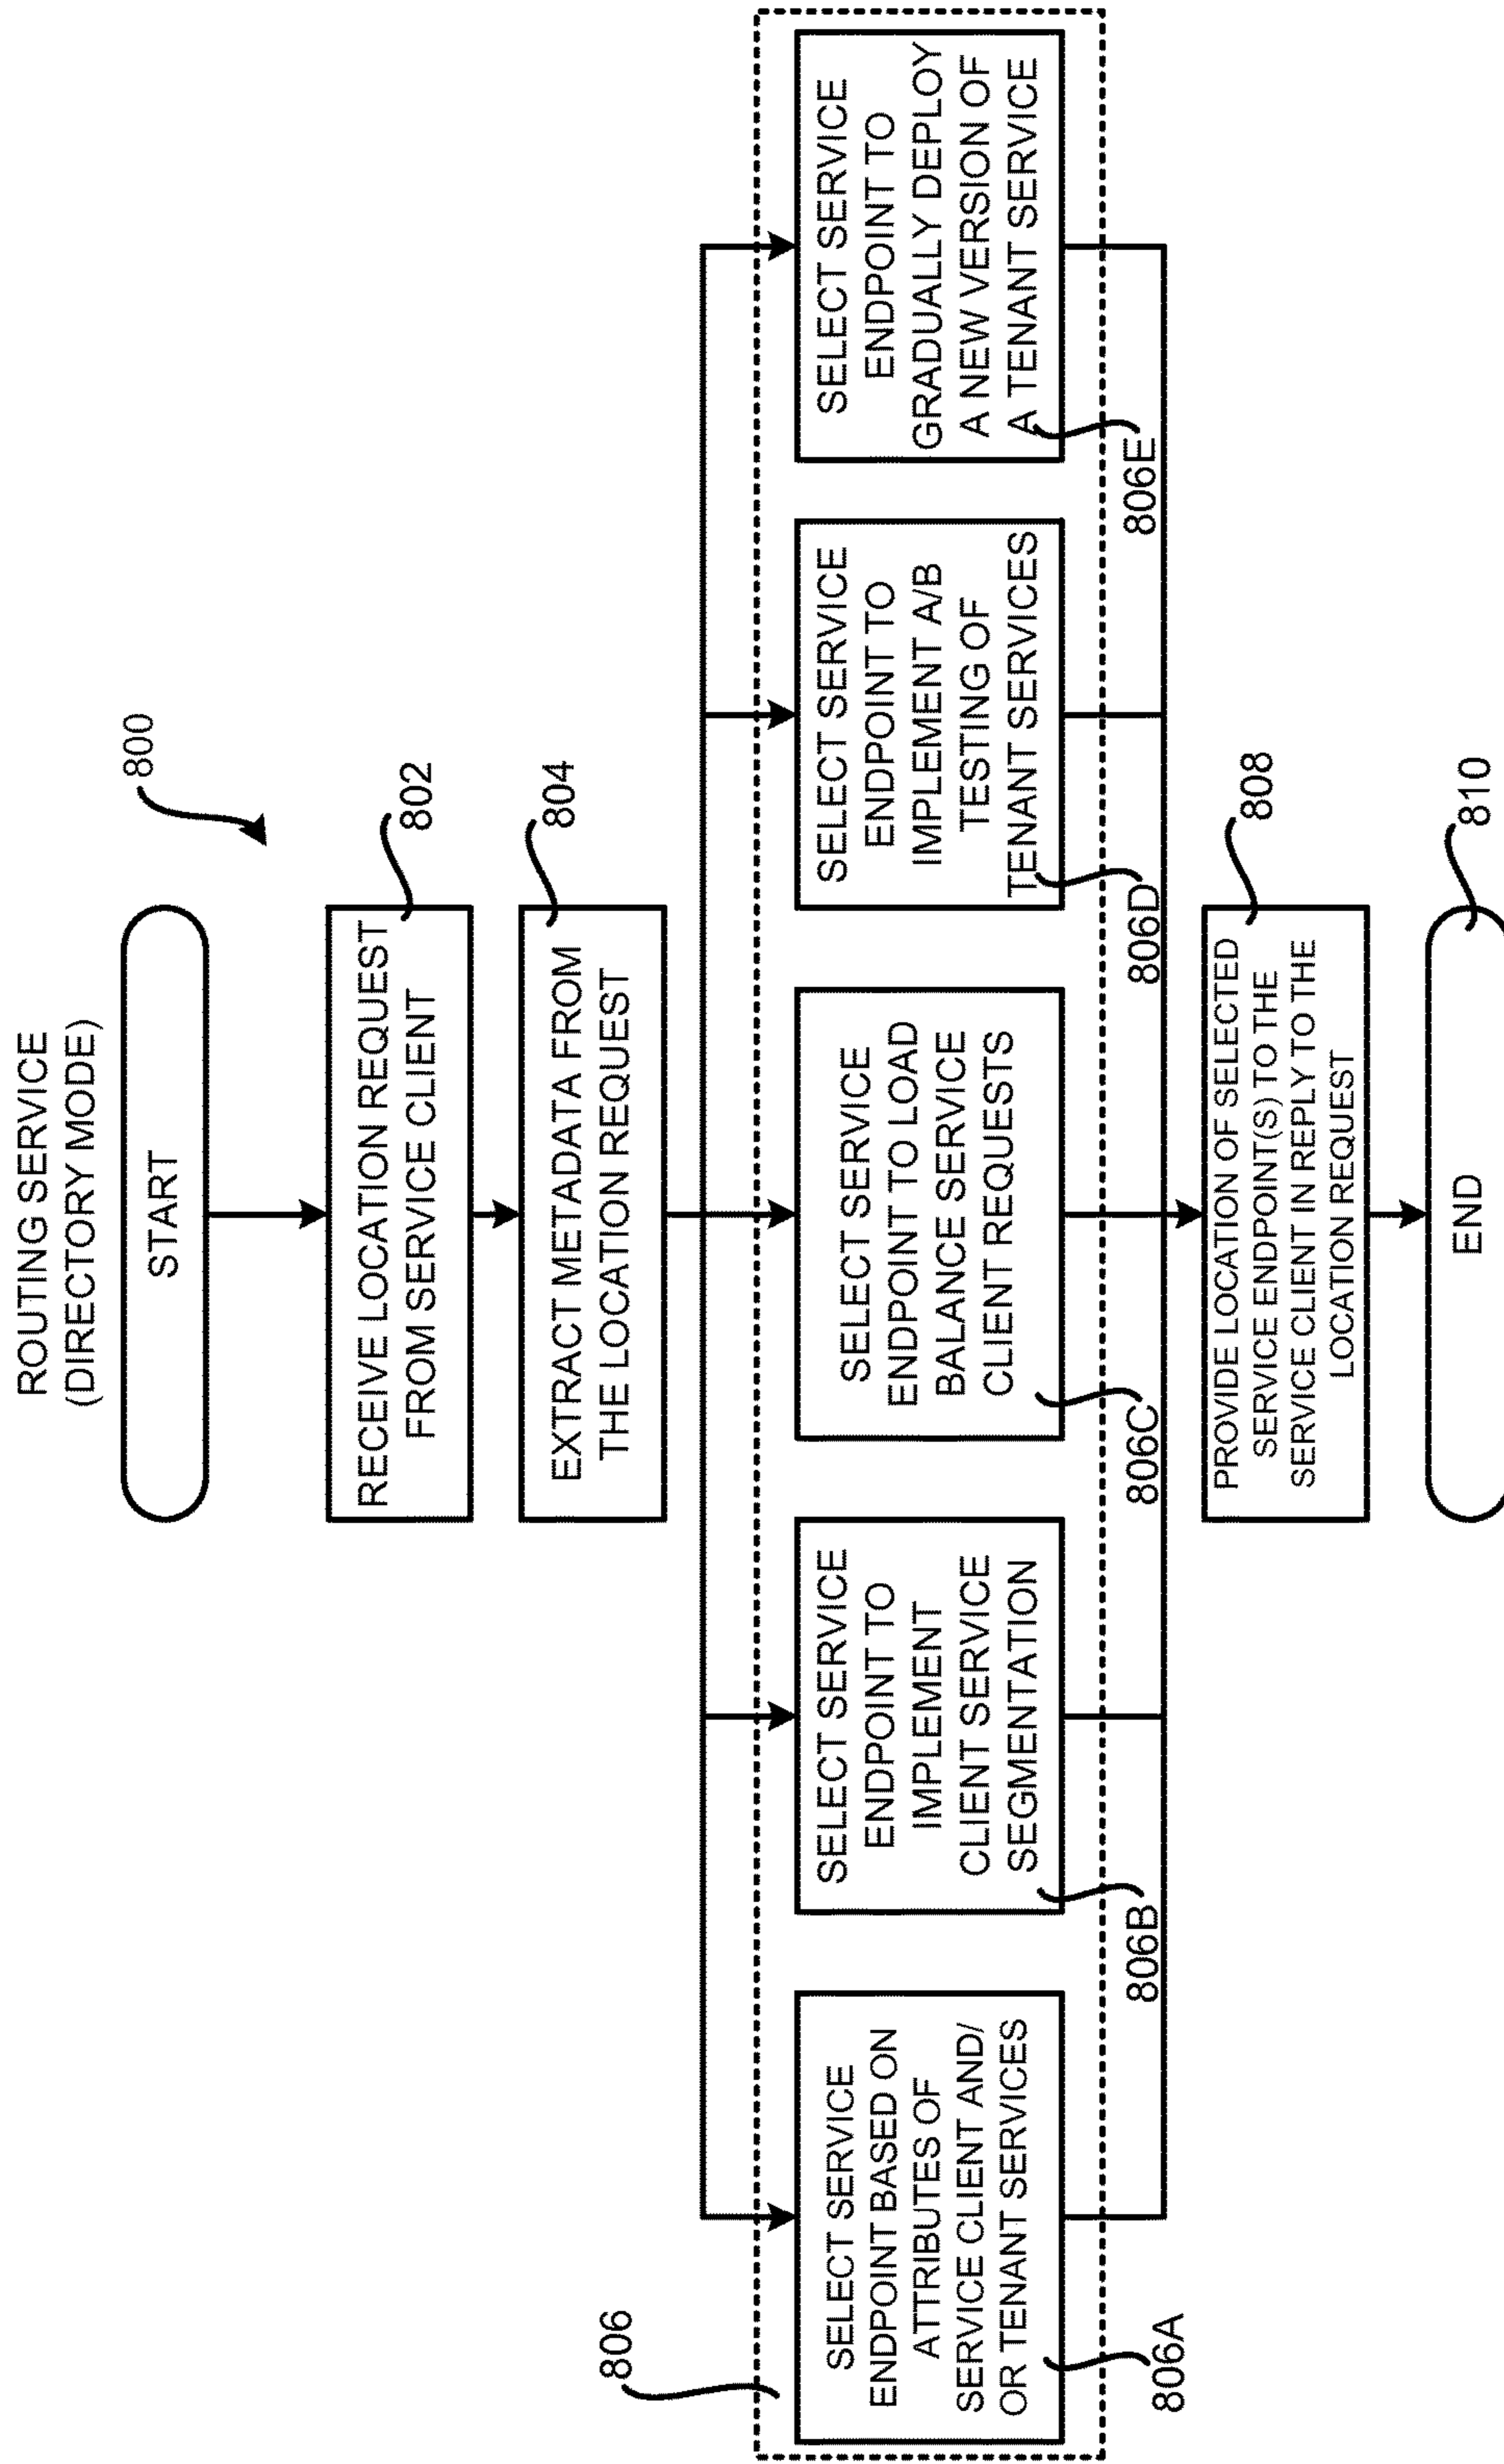 ROUTING SERVICE
(DIRECTORY MODE)
START
800
RECEIVE LOCATION REQUEST
FROM SERVICE CLIENT
802
EXTRACT METADATA FROM
THE LOCATION REQUEST
804
806
SELECT SERVICE
ENDPOINT BASED ON
ATTRIBUTES OF
SERVICE CLIENT AND/
OR TENANT SERVICES
806A
SELECT SERVICE
ENDPOINT TO
IMPLEMENT
CLIENT SERVICE
SEGMENTATION
806B
SELECT SERVICE
ENDPOINT TO LOAD
BALANCE SERVICE
CLIENT REQUESTS
806C
SELECT SERVICE
ENDPOINT TO
IMPLEMENT A/B
TESTING OF
TENANT SERVICES
806D
SELECT SERVICE
ENDPOINT TO
GRADUALLY DEPLOY
A NEW VERSION OF
A TENANT SERVICE
806E
PROVIDE LOCATION OF SELECTED
SERVICE ENDPOINT(S) TO THE
SERVICE CLIENT IN REPLY TO THE
LOCATION REQUEST
808
END
810